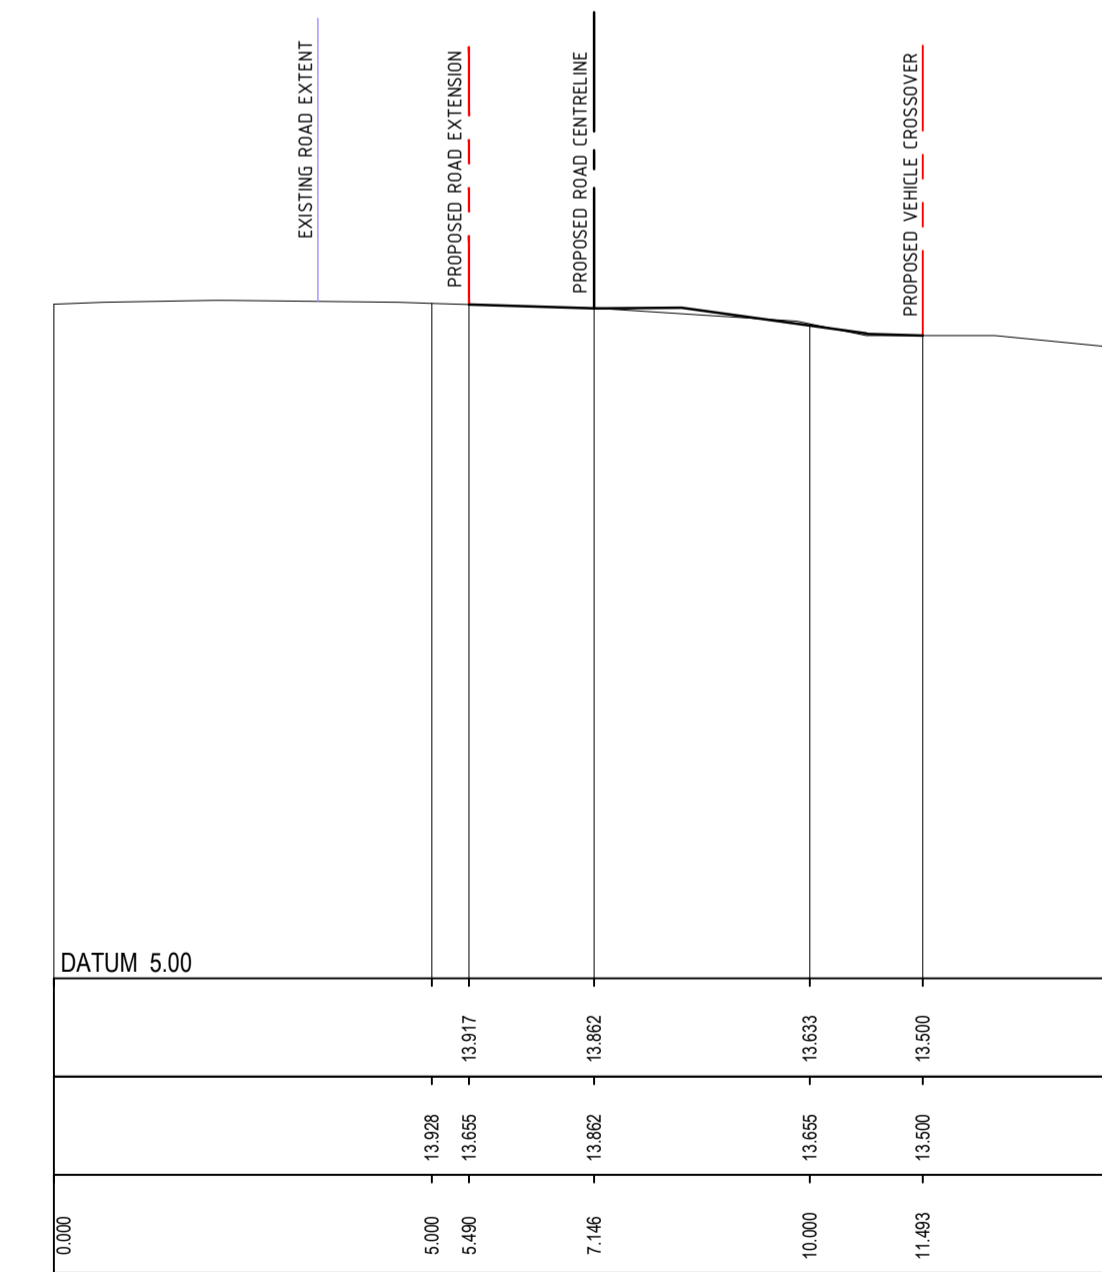 EXISTING ROAD EXTENT
PROPOSED ROAD EXTENSION
PROPOSED ROAD CENTRELINE
PROPOSED VEHICLE CROSSOVER
DATUM 5.00
13.917 13.862 13.633 13.500
13.928 13.655 13.862 13.655 13.500
0.000 5.000 5.490 7.146 10.000 11.493